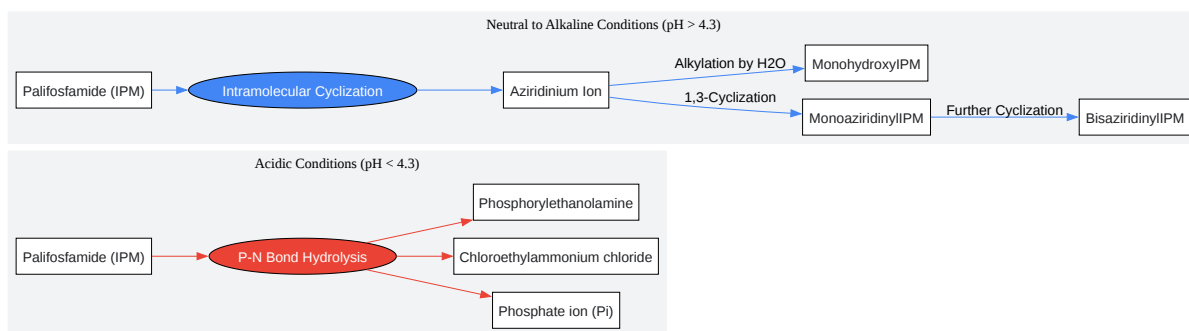 Neutral to Alkaline Conditions (pH > 4.3)
Palifosfamide (IPM)
Intramolecular Cyclization
Aziridinium Ion
Alkylation by H2O
MonohydroxyIPM
1,3-Cyclization
MonoaziridinylIPM
Further Cyclization
BisaziridinylIPM
Acidic Conditions (pH < 4.3)
Palifosfamide (IPM)
P-N Bond Hydrolysis
Phosphorylethanolamine
Chloroethylammonium chloride
Phosphate ion (Pi)